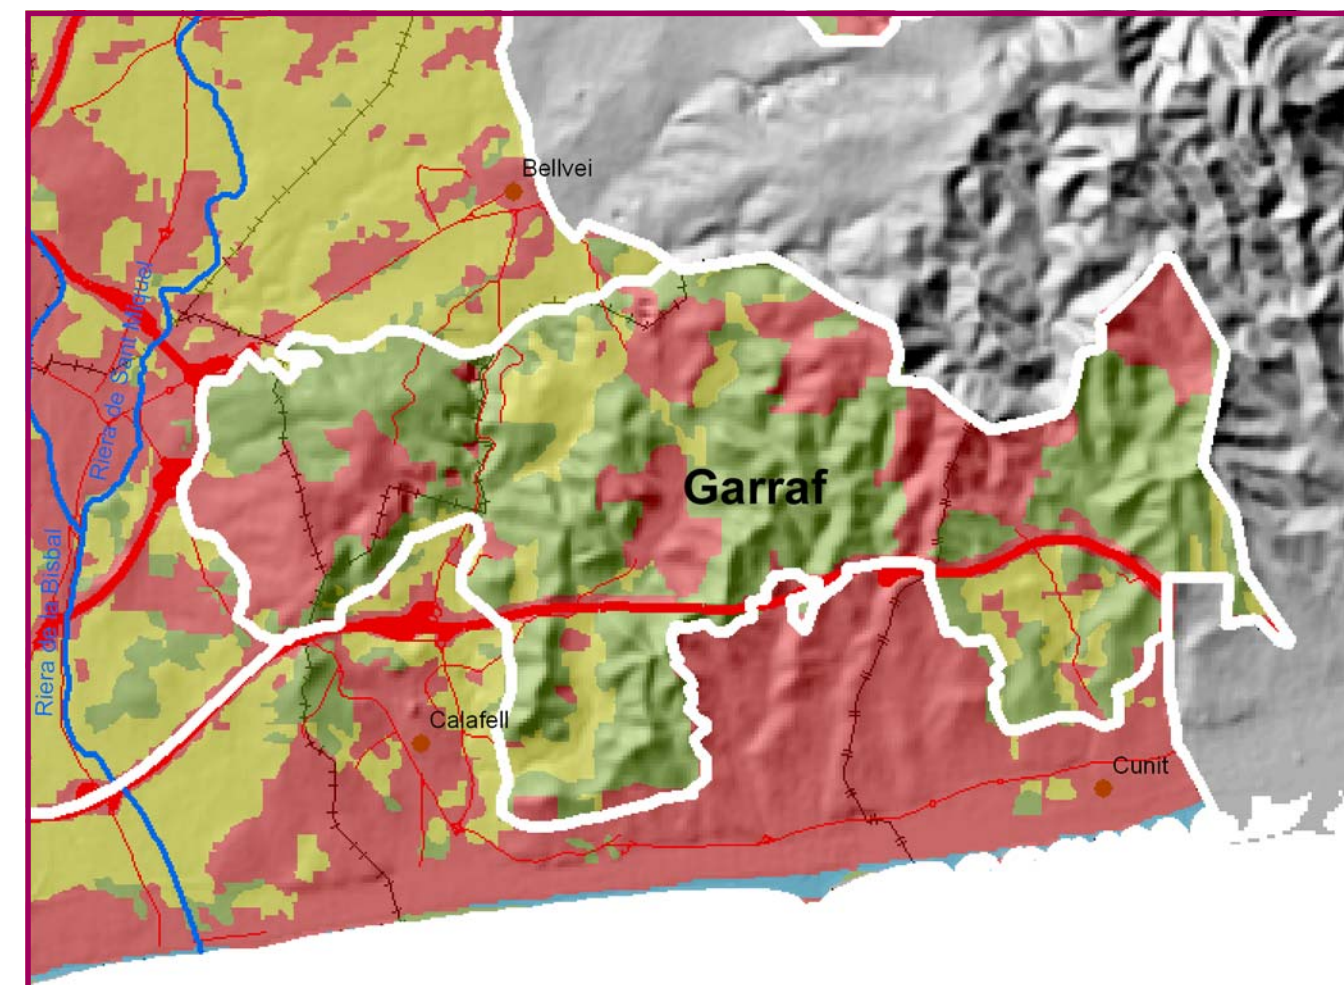 Bellvei
Riera de Sant Miquel
Garraf
Riera de la Bisbal
Calafell
Cunit